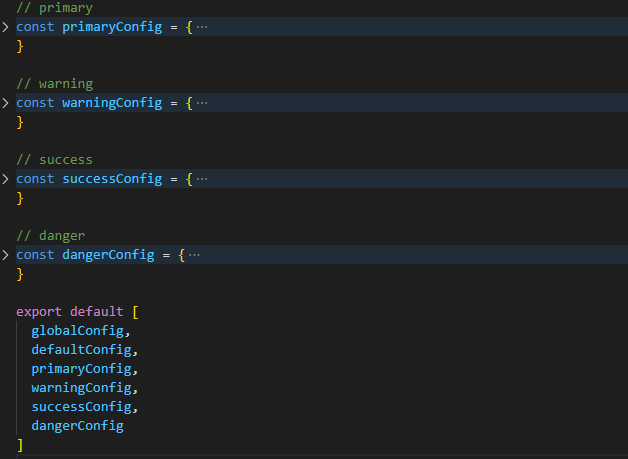 // primary
const primaryConfig = {···
}
// warning
const warningConfig = {···
}
// success
const successConfig = {···
}
// danger
const dangerConfig = {···
}
export default [
globalConfig,
defaultConfig,
primaryConfig,
warningConfig,
successConfig,
dangerConfig
]